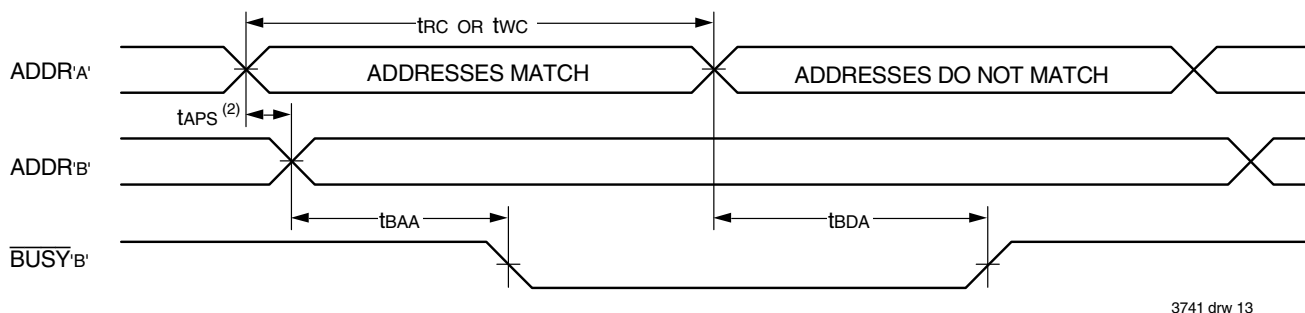 tRC OR tWC
ADDR'A'
ADDRESSES MATCH
ADDRESSES DO NOT MATCH
tAPS (2)
ADDR'B'
tBAA
tBDA
BUSY'B'
3741 drw 13